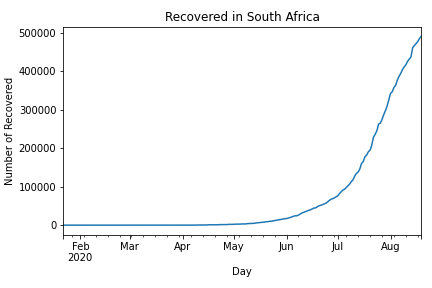 Recovered in South Africa
Number of Recovered
500000
400000
300000
200000
100000
0
Feb Mar Apr May Jun Jul Aug
2020
Day